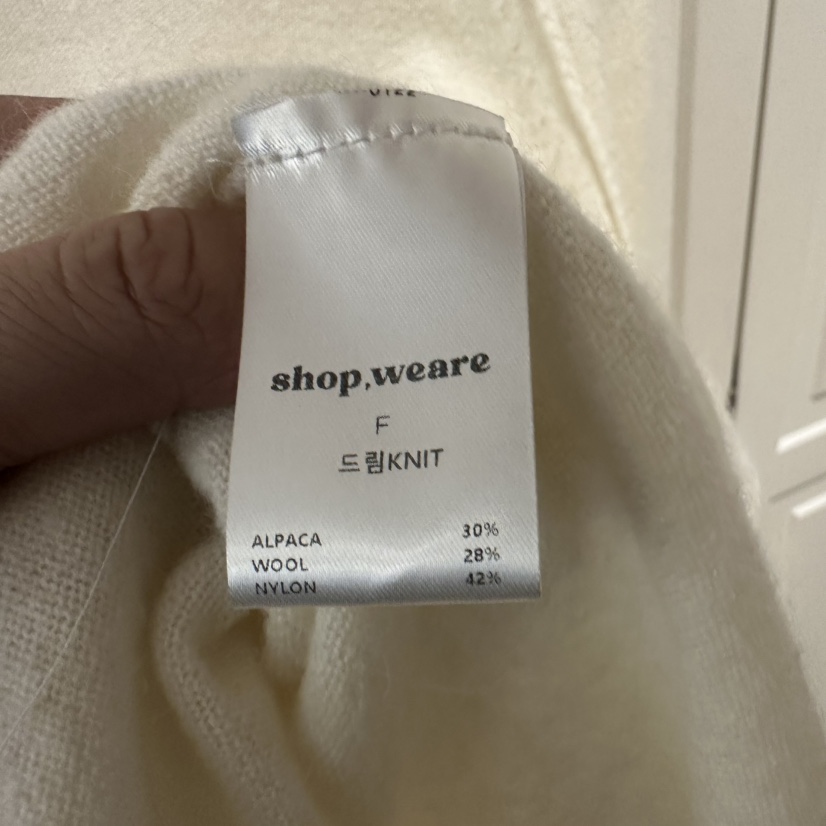 shop,weare
F
드림KNIT
ALPACA 30%
WOOL 28%
NYLON 42%